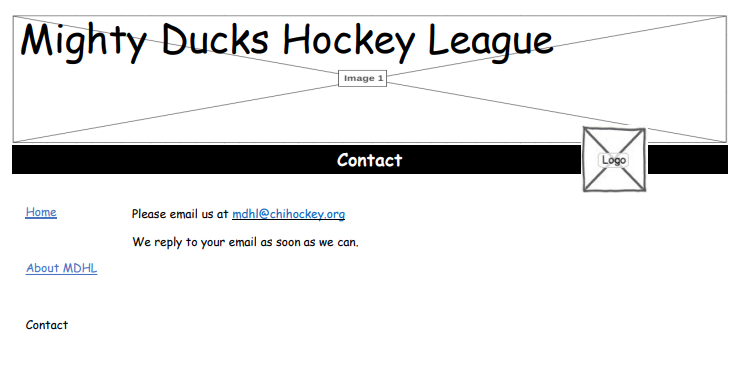 Mighty Ducks Hockey League
Image 1
Contact
Logo
Home
Please email us at mdhl@chihockey.org
We reply to your email as soon as we can.
About MDHL
Contact